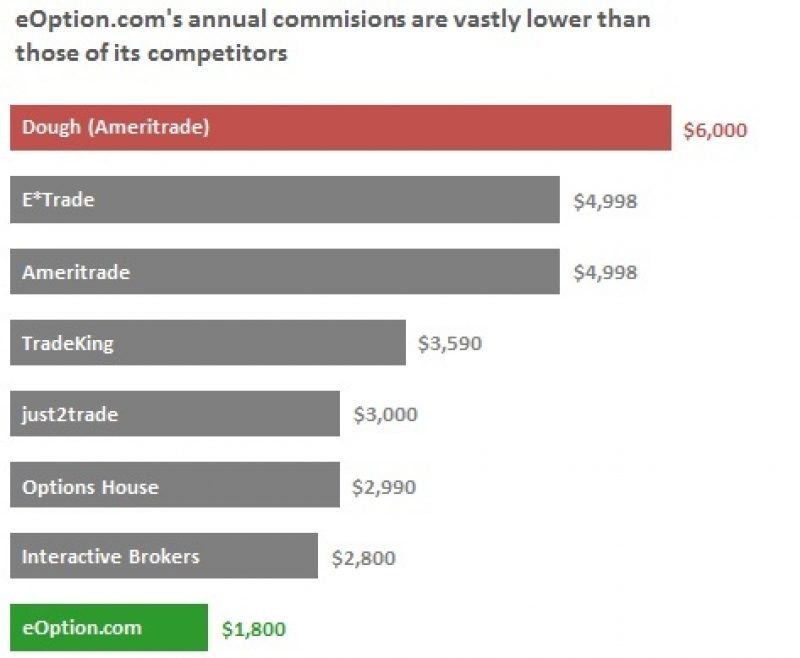 eOption.com's annual commisions are vastly lower than
those of its competitors
Dough (Ameritrade) $6,000
E*Trade $4,998
Ameritrade $4,998
TradeKing $3,590
just2trade $3,000
Options House $2,990
Interactive Brokers $2,800
eOption.com $1,800